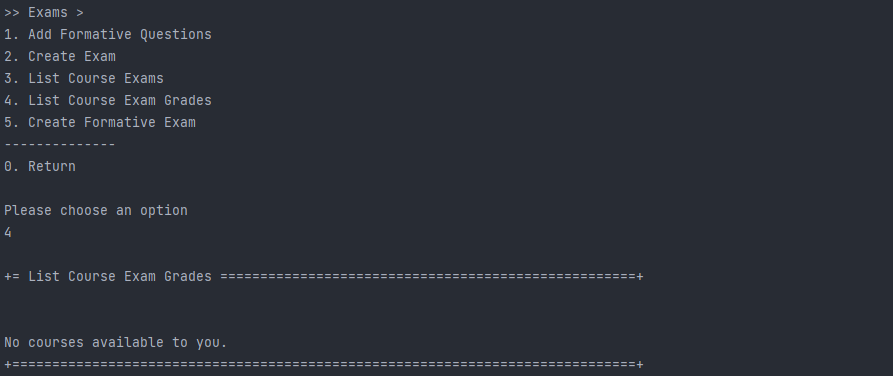 >> Exams >
1. Add Formative Questions
2. Create Exam
3. List Course Exams
4. List Course Exam Grades
5. Create Formative Exam
--------------
0. Return
Please choose an option
4
+= List Course Exam Grades ====================================================+
No courses available to you.
+==============================================================================+